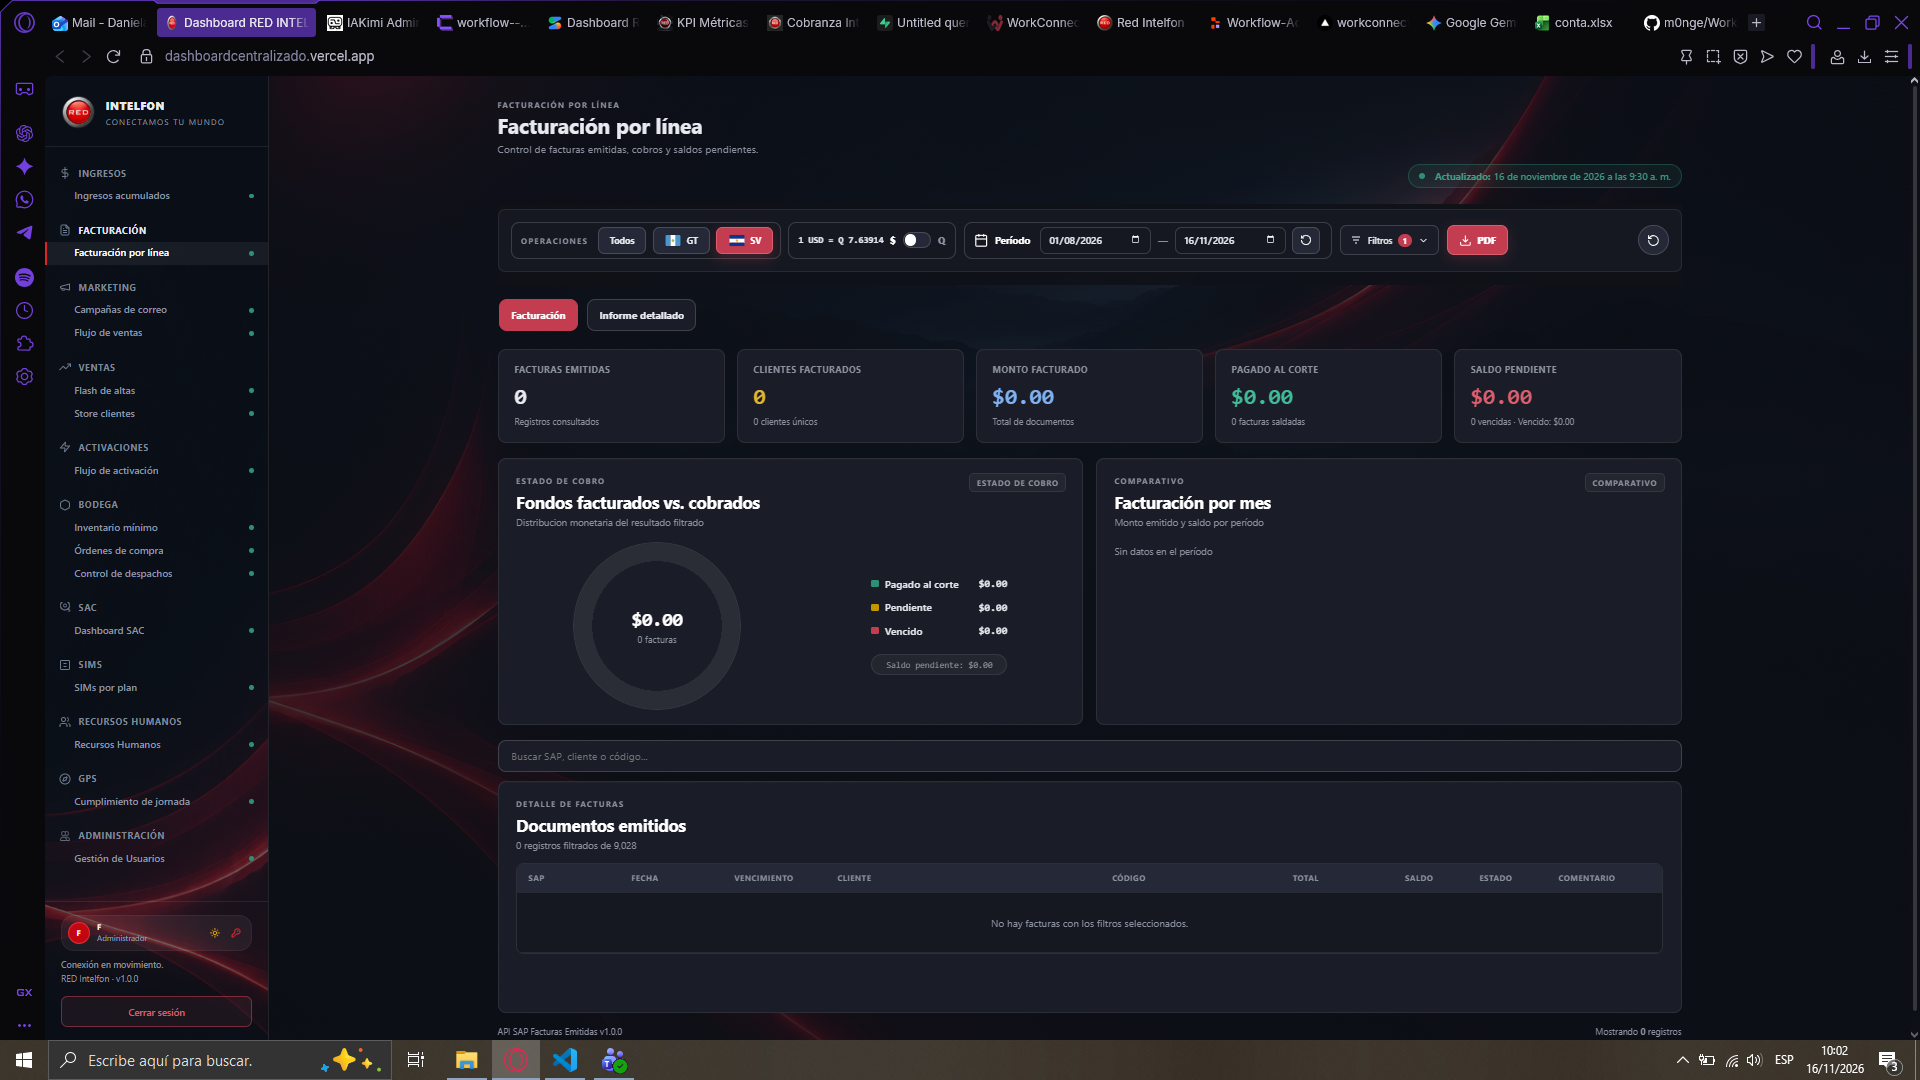 Mail - Daniela
Dashboard RED INTEL
IAKimi Admin
workflow--...
Dashboard R
KPI Métricas
Cobranza Int
Untitled que
WorkConnec
Red Intelfon
Workflow-A
workconnec
Google Gem
conta.xlsx
m0nge/Work
dashboardcentralizado.vercel.app
RED
INTELFON
CONECTAMOS TU MUNDO
INGRESOS
Ingresos acumulados
FACTURACIÓN
Facturación por línea
MARKETING
Campañas de correo
Flujo de ventas
VENTAS
Flash de altas
Store clientes
ACTIVACIONES
Flujo de activación
BODEGA
Inventario mínimo
Órdenes de compra
Control de despachos
SAC
Dashboard SAC
SIMS
SIMs por plan
RECURSOS HUMANOS
Recursos Humanos
GPS
Cumplimiento de jornada
ADMINISTRACIÓN
Gestión de Usuarios
F
F
Administrador
Conexión en movimiento.
RED Intelfon · v1.0.0
Cerrar sesión
GX
FACTURACIÓN POR LÍNEA
Facturación por línea
Control de facturas emitidas, cobros y saldos pendientes.
Actualizado: 16 de noviembre de 2026 a las 9:30 a. m.
OPERACIONES Todos GT SV
1 USD = Q 7.63914 $ Q
Período 01/08/2026 — 16/11/2026
Filtros 1
PDF
Facturación
Informe detallado
FACTURAS EMITIDAS
0
Registros consultados
CLIENTES FACTURADOS
0
0 clientes únicos
MONTO FACTURADO
$0.00
Total de documentos
PAGADO AL CORTE
$0.00
0 facturas saldadas
SALDO PENDIENTE
$0.00
0 vencidas · Vencido: $0.00
ESTADO DE COBRO
ESTADO DE COBRO
Fondos facturados vs. cobrados
Distribucion monetaria del resultado filtrado
$0.00
0 facturas
Pagado al corte $0.00
Pendiente $0.00
Vencido $0.00
Saldo pendiente: $0.00
COMPARATIVO
COMPARATIVO
Facturación por mes
Monto emitido y saldo por período
Sin datos en el período
Buscar SAP, cliente o código...
DETALLE DE FACTURAS
Documentos emitidos
0 registros filtrados de 9,028
SAP FECHA VENCIMIENTO CLIENTE CÓDIGO TOTAL SALDO ESTADO COMENTARIO
No hay facturas con los filtros seleccionados.
API SAP Facturas Emitidas v1.0.0
Mostrando 0 registros
Escribe aquí para buscar.
ESP
10:02
16/11/2026
3